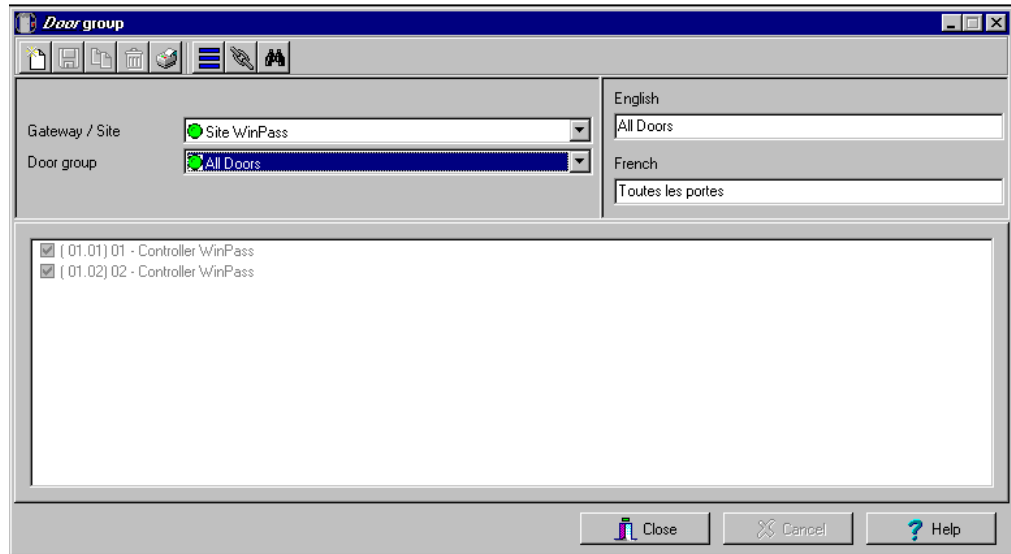 Door group
English
Gateway / Site
Site WinPass
All Doors
Door group
All Doors
French
Toutes les portes
( 01.01) 01 - Controller WinPass
( 01.02) 02 - Controller WinPass
Close
Cancel
? Help